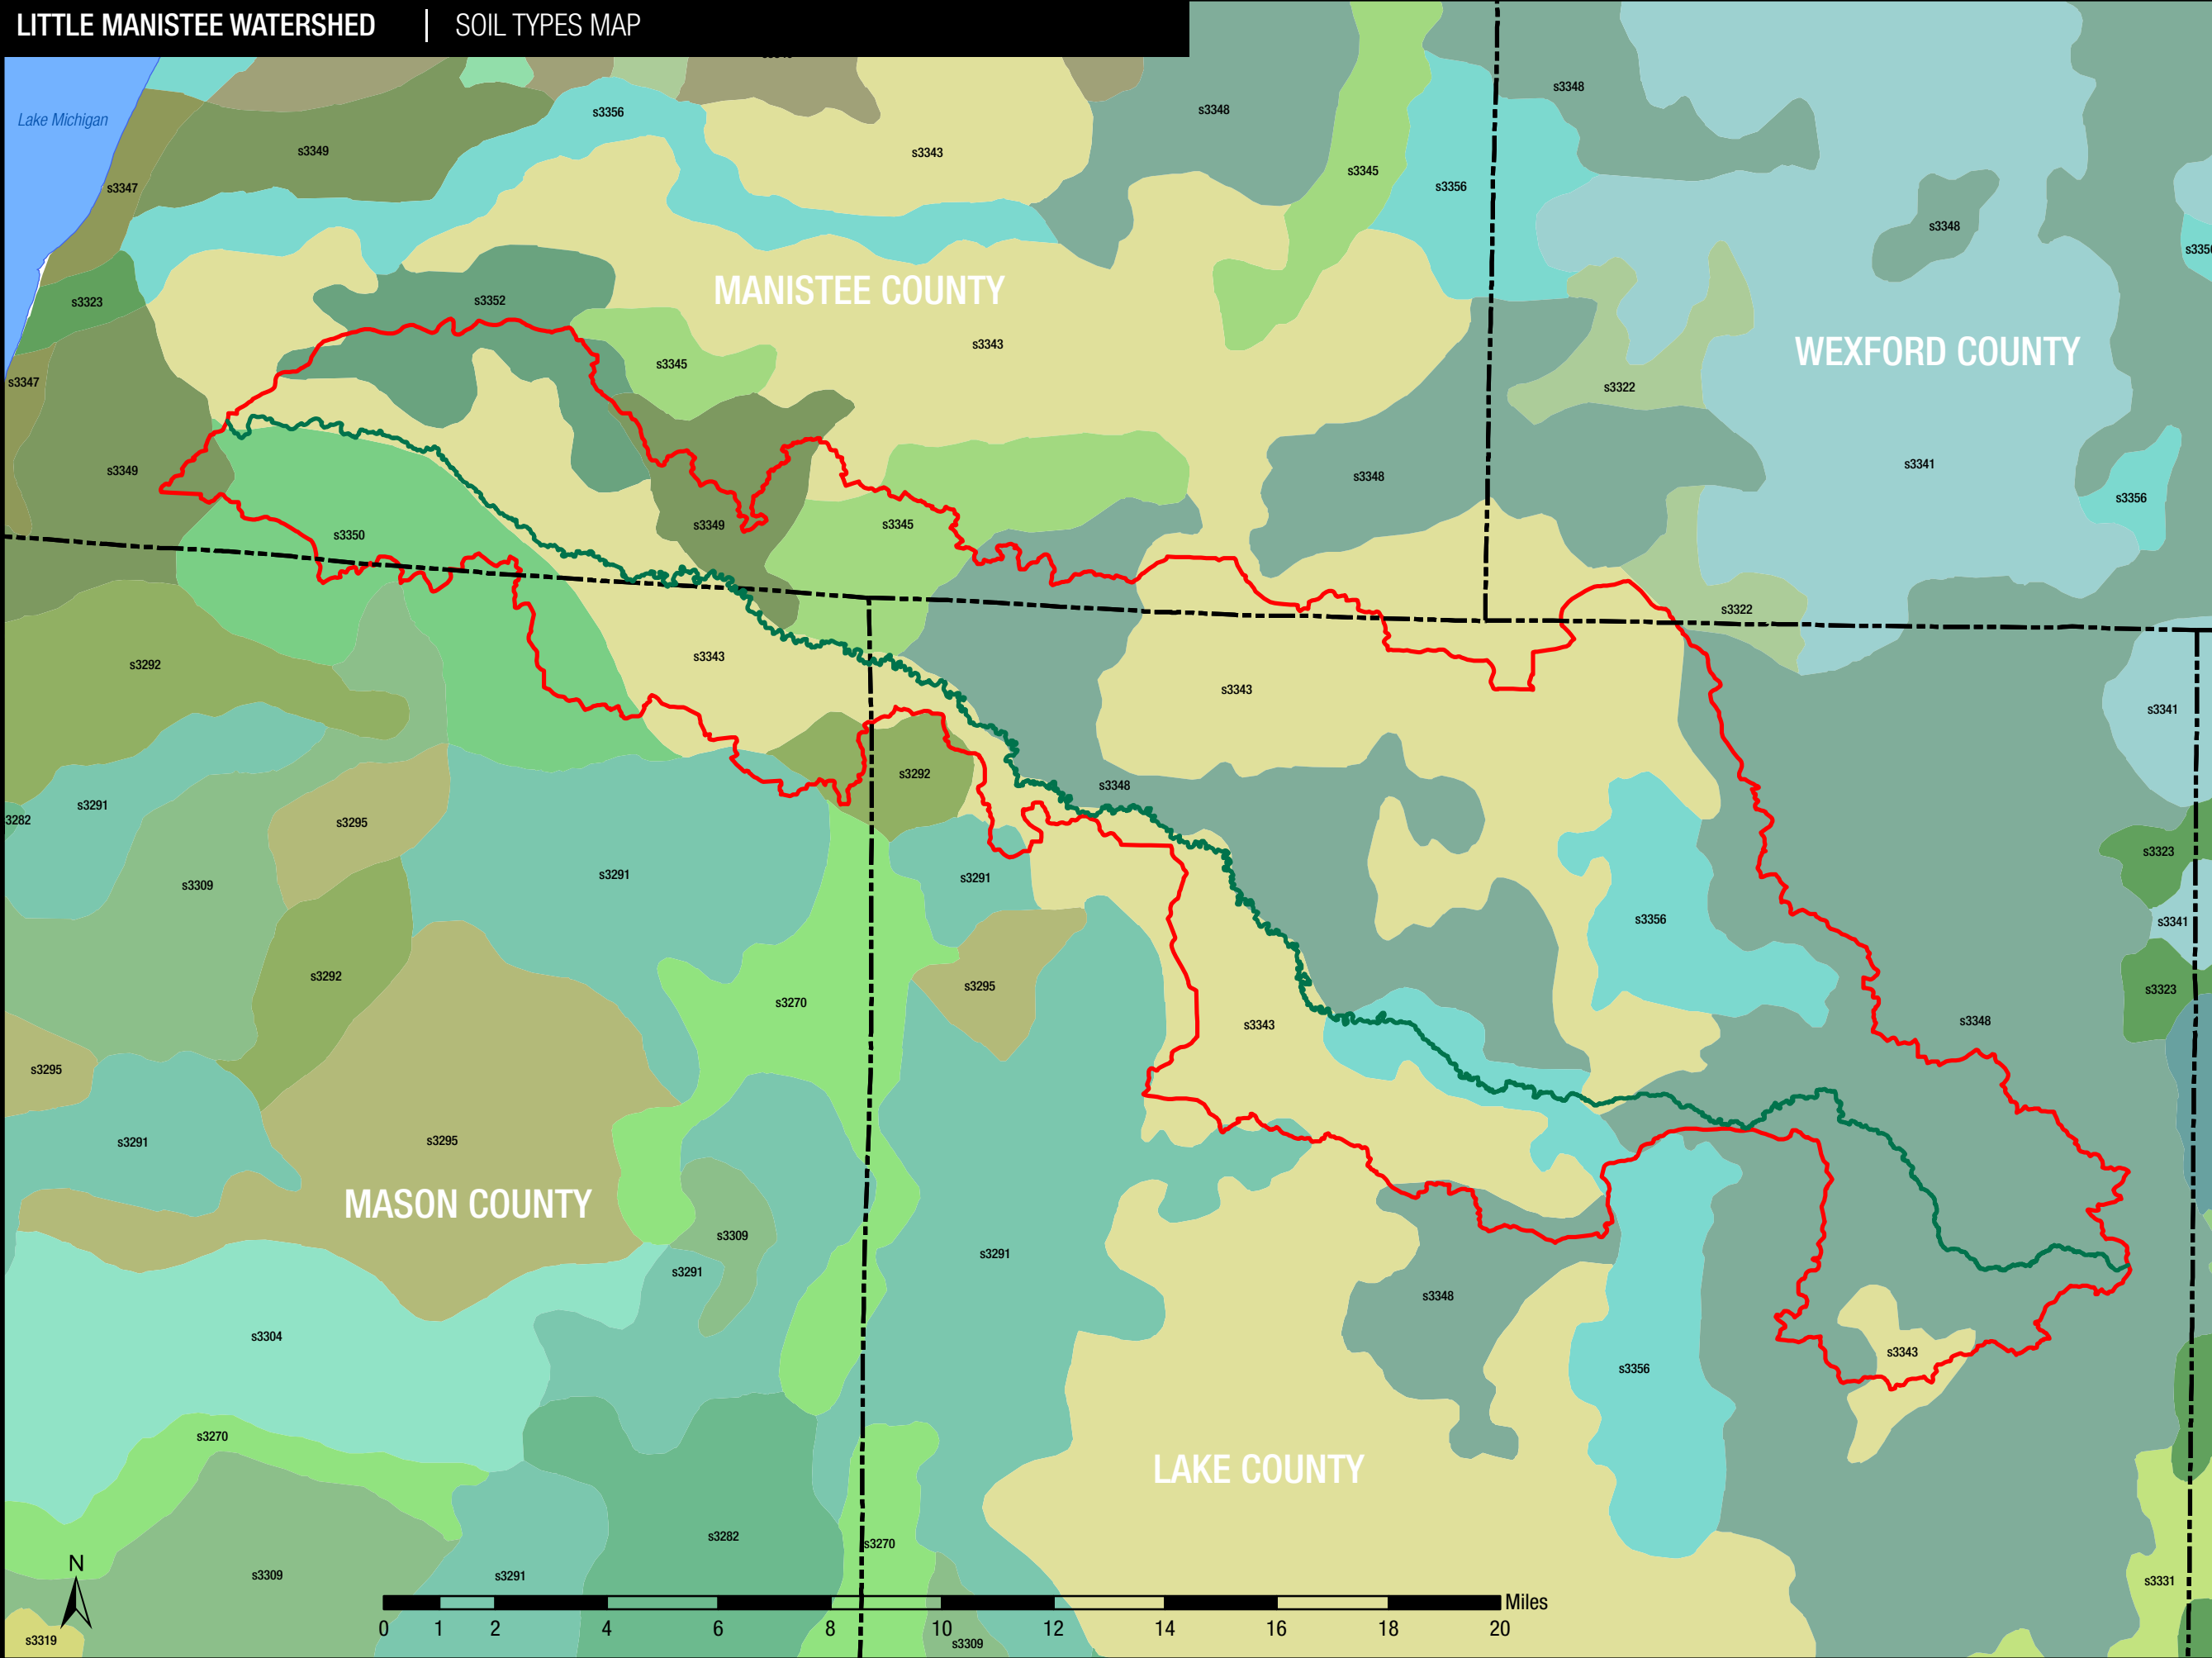 LITTLE MANISTEE WATERSHED | SOIL TYPES MAP
s3348
Lake Michigan
s3356
s3348
s3349
s3343
s3345
s3347
s3356
s3348
s3356
s3323
s3352
MANISTEE COUNTY
s3343
WEXFORD COUNTY
s3345
s3347
s3322
s3349
s3348
s3341
s3356
s3349
s3345
s3350
s3322
s3292
s3343
s3343
s3341
s3292
s3348
s3291
3282
s3295
s3323
s3291
s3291
s3309
s3356
s3341
s3292
s3295
s3323
s3270
s3343
s3348
s3295
s3291
s3295
MASON COUNTY
s3309
s3291
s3291
s3348
s3304
s3343
s3356
s3270
LAKE COUNTY
s3282
s3270
N
s3309
s3291
s3331
Miles
0 1 2 4 6 8 10 12 14 16 18 20
s3319
s3309